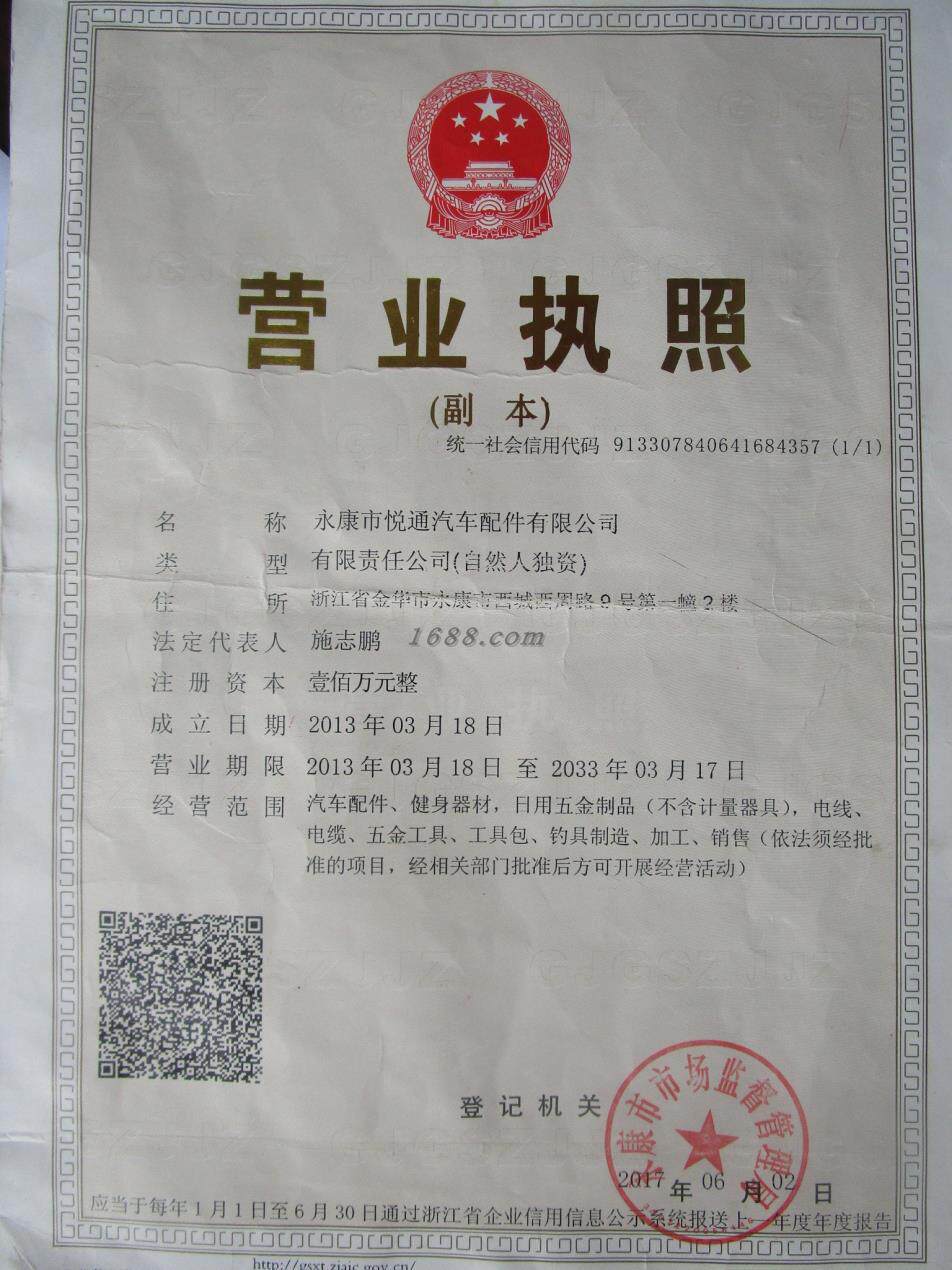 营业执照
(副 本)
统一社会信用代码 913307840641684357 (1/1)
名 称 永康市悦通汽车配件有限公司
类 型 有限责任公司(自然人独资)
住 所 浙江省金华市永康市西城西周路9号第一幢2楼
法定代表人 施志鹏
1688.com
注册资本 壹佰万元整
成立日期 2013年03月18日
营业期限 2013年03月18日 至 2033年03月17日
经营范围 汽车配件、健身器材，日用五金制品（不含计量器具），电线、
电缆、五金工具、工具包、钓具制造、加工、销售（依法须经批
准的项目，经相关部门批准后方可开展经营活动）
登记机关
永康市市场监督管理局
2017年06月02日
应当于每年1月1日至6月30日通过浙江省企业信用信息公示系统报送上一年度年度报告
http://gsxt.zjaic.gov.cn/